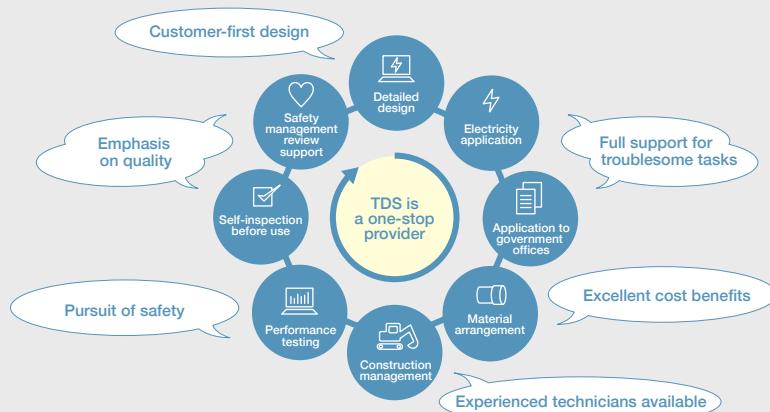 Customer-first design
Detailed
design
Safety
management
review
support
Electricity
application
Emphasis
on quality
Full support for
troublesome tasks
TDS is
a one-stop
provider
Self-inspection
before use
Application to
government
offices
Pursuit of safety
Excellent cost benefits
Performance
testing
Material
arrangement
Construction
management
Experienced technicians available